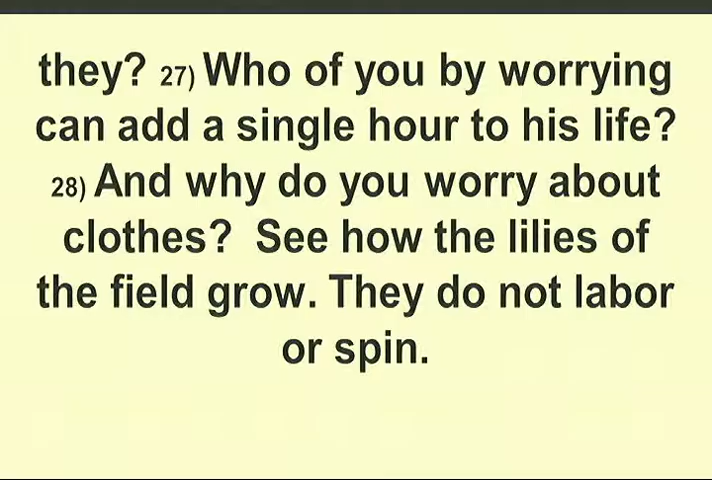 they? 27) Who of you by worrying
can add a single hour to his life?
28) And why do you worry about
clothes?  See how the lilies of
the field grow. They do not labor
or spin.